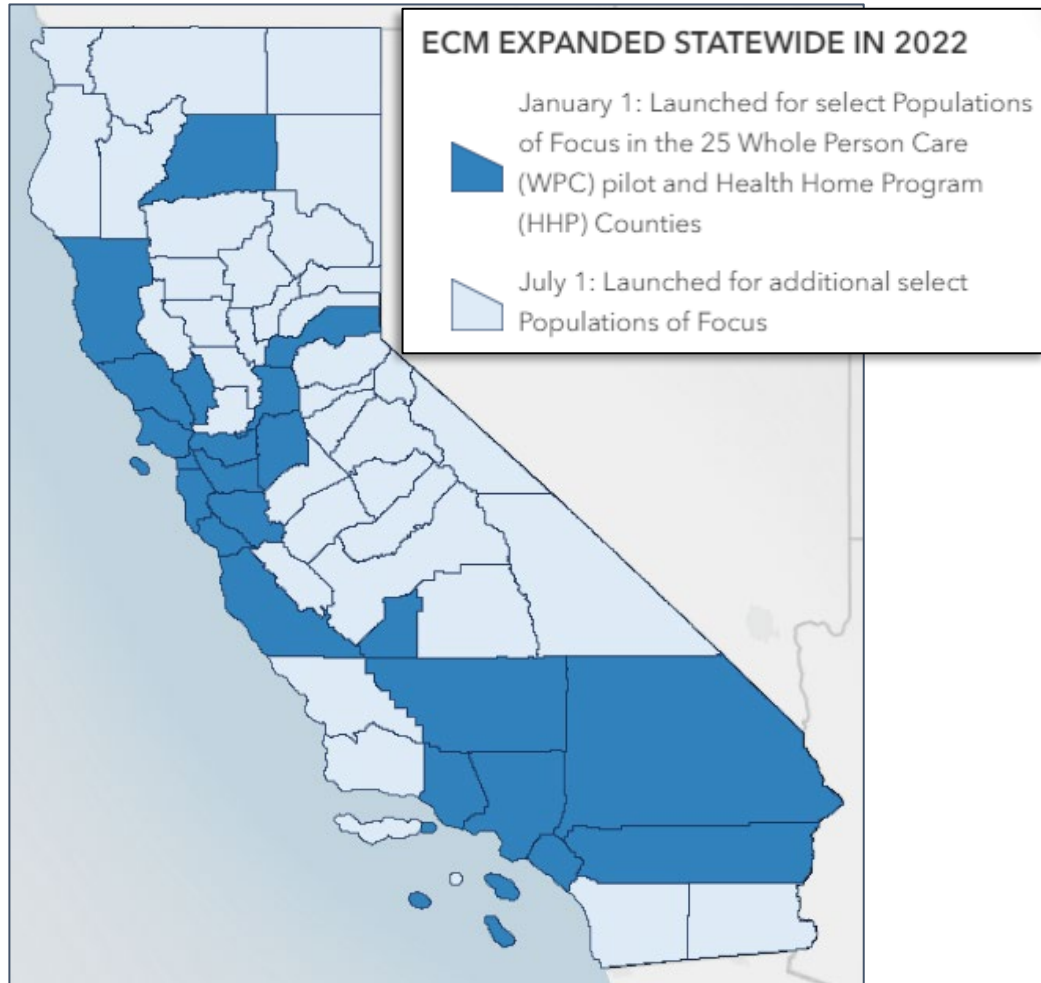 ECM EXPANDED STATEWIDE IN 2022
January 1: Launched for select Populations
of Focus in the 25 Whole Person Care
(WPC) pilot and Health Home Program
(HHP) Counties
July 1: Launched for additional select
Populations of Focus